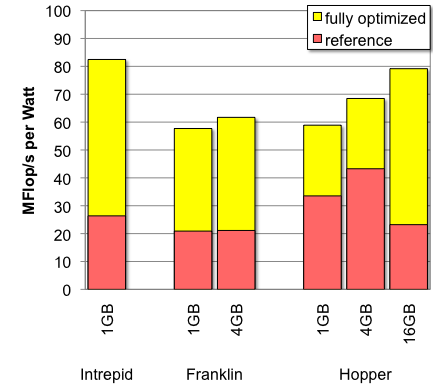 MFlop/s per Watt
100
90
80
70
60
50
40
30
20
10
0
fully optimized
reference
1GB
1GB
4GB
1GB
4GB
16GB
Intrepid
Franklin
Hopper